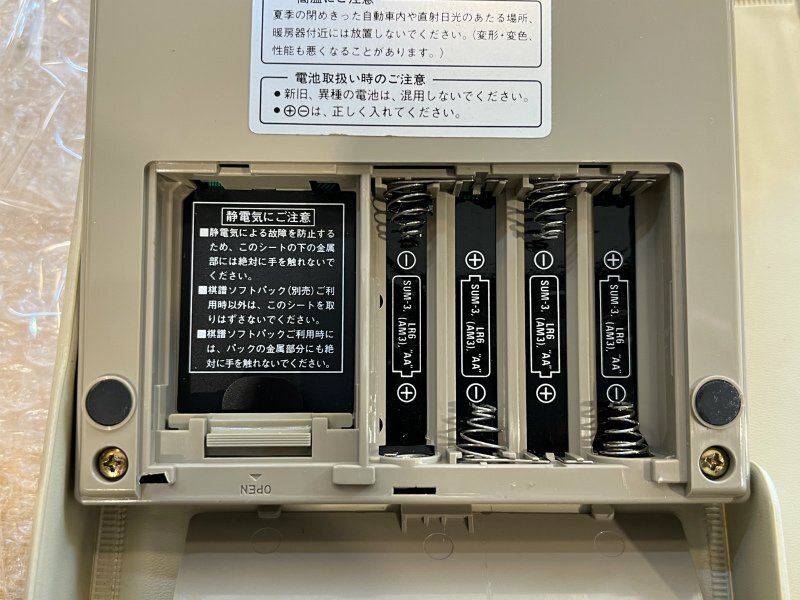 高温にご注意
夏季の閉めきった自動車内や直射日光のあたる場所、
暖房器付近には放置しないでください。(変形・変色、
性能も悪くなることがあります。)
電池取扱い時のご注意
●新旧、異種の電池は、混用しないでください。
●⊕⊖は、正しく入れてください。
静電気にご注意
■静電気による故障を防止する
ため、このシートの下の金属
部には絶対に手を触れないで
ください。
■棋譜ソフトパック(別売)ご利
用時以外は、このシートを取
りはずさないでください。
■棋譜ソフトパックご利用時に
は、パックの金属部分にも絶
対に手を触れないでください。
⊖
SUM-3, LR6
(AM3), "AA"
⊕
⊕
SUM-3, LR6
(AM3), "AA"
⊖
⊖
SUM-3, LR6
(AM3), "AA"
⊕
⊕
SUM-3, LR6
(AM3), "AA"
⊖
OPEN